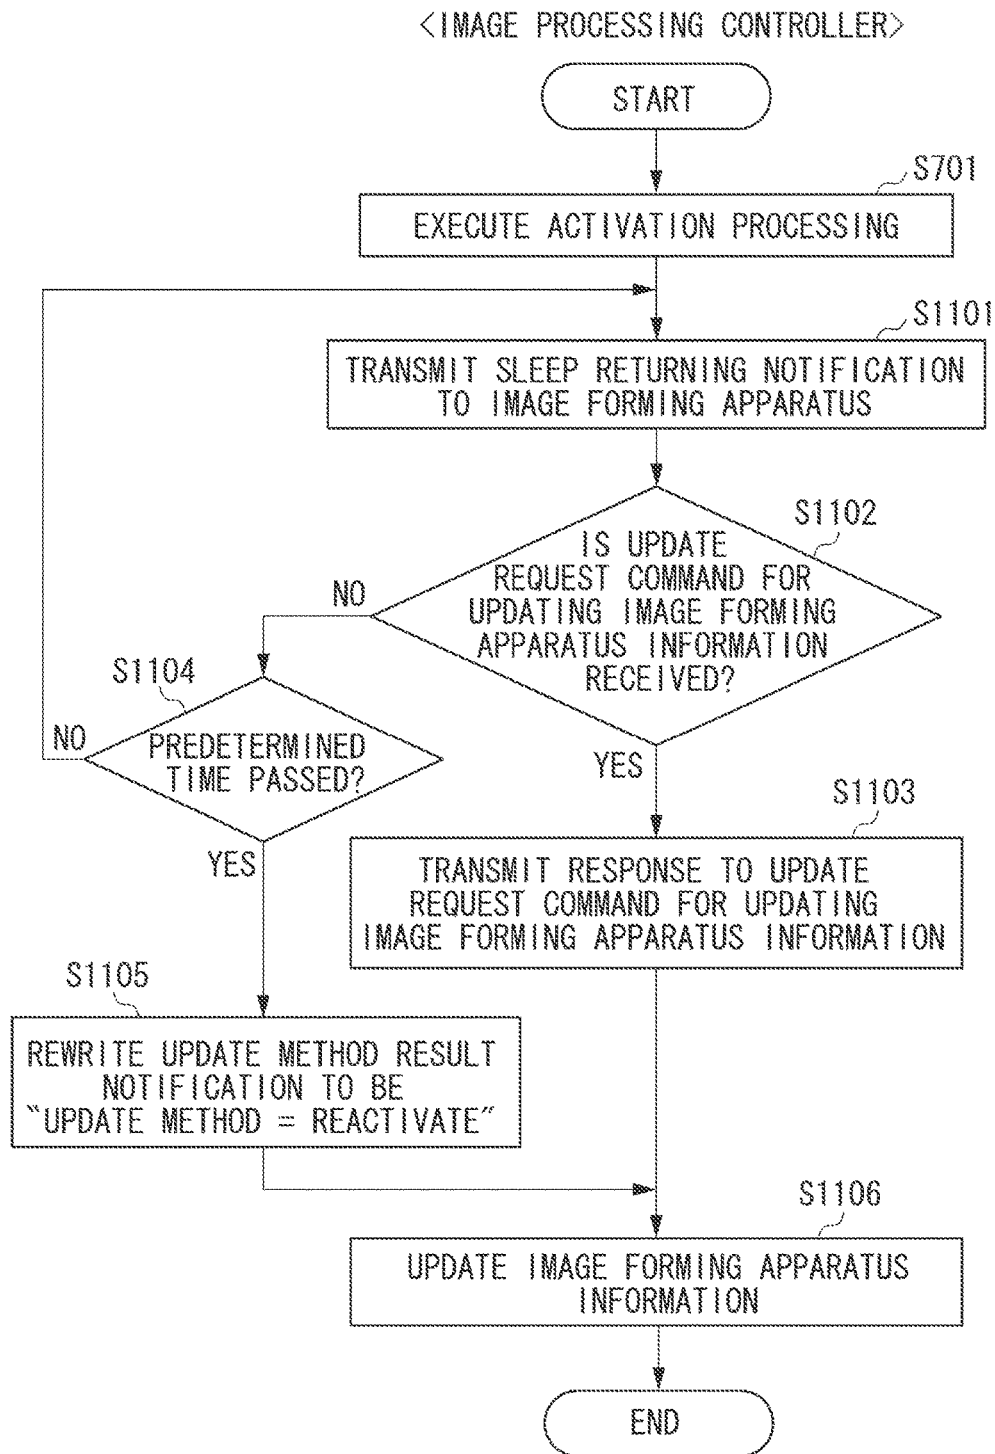 <IMAGE PROCESSING CONTROLLER>
START
S701
EXECUTE ACTIVATION PROCESSING
S1101
TRANSMIT SLEEP RETURNING NOTIFICATION
TO IMAGE FORMING APPARATUS
S1102
IS UPDATE
REQUEST COMMAND FOR
UPDATING IMAGE FORMING
APPARATUS INFORMATION
RECEIVED?
NO
S1104
PREDETERMINED
TIME PASSED?
NO
YES
YES
S1103
TRANSMIT RESPONSE TO UPDATE
REQUEST COMMAND FOR UPDATING
IMAGE FORMING APPARATUS INFORMATION
S1105
REWRITE UPDATE METHOD RESULT
NOTIFICATION TO BE
“UPDATE METHOD = REACTIVATE”
S1106
UPDATE IMAGE FORMING APPARATUS
INFORMATION
END